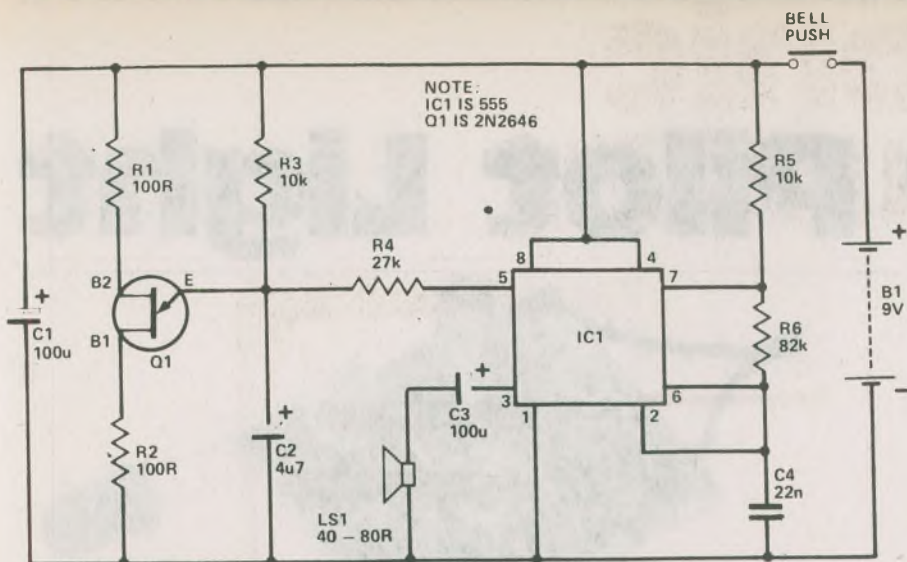 BELL
PUSH
NOTE:
IC1 IS 555
Q1 IS 2N2646
R1
100R
R3
10k
R5
10k
R4
27k
8
4
5
7
B2
E
B1
Q1
IC1
R6
82k
+
B1
9V
−
+
C1
100u
3
1
2
6
+
C3
100u
R2
100R
+
C2
4u7
LS1
40 – 80R
C4
22n